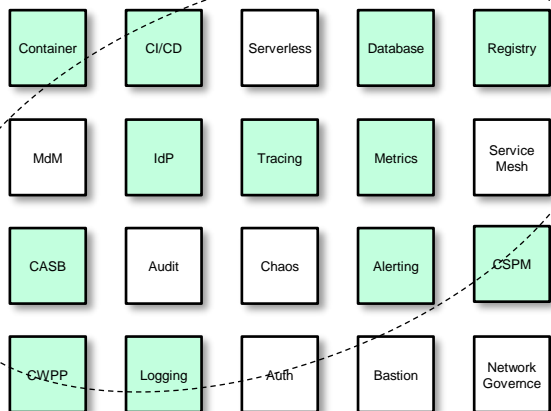 Container
CI/CD
Serverless
Database
Registry
MdM
IdP
Tracing
Metrics
Service
Mesh
CASB
Audit
Chaos
Alerting
CSPM
CWPP
Logging
Auth
Bastion
Network
Governce